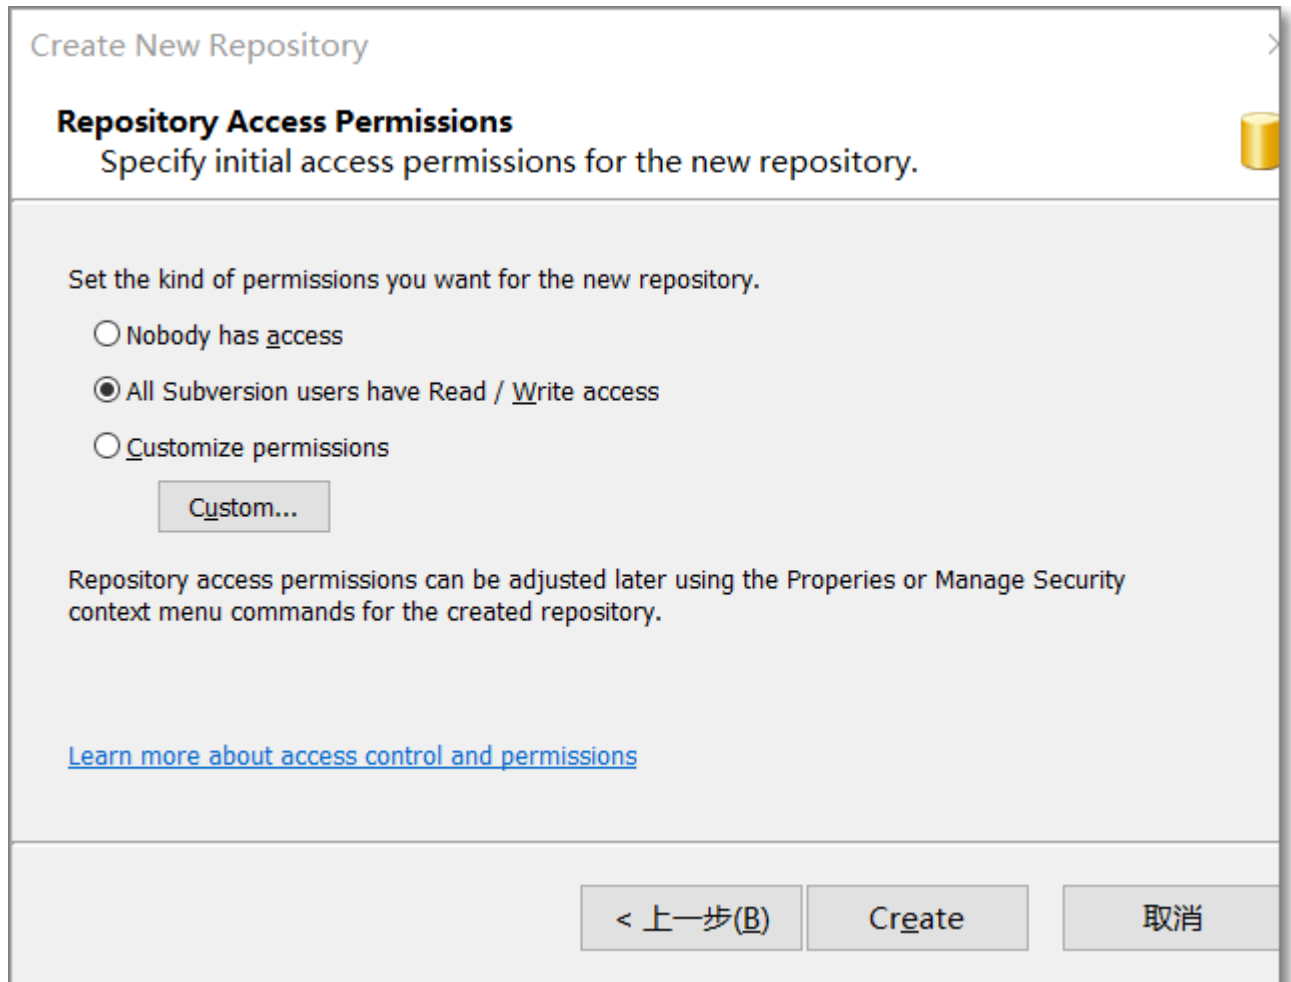 Create New Repository
Repository Access Permissions
Specify initial access permissions for the new repository.
Set the kind of permissions you want for the new repository.
Nobody has access
All Subversion users have Read / Write access
Customize permissions
Custom...
Repository access permissions can be adjusted later using the Properies or Manage Security
context menu commands for the created repository.
Learn more about access control and permissions
< 上一步(B) Create 取消